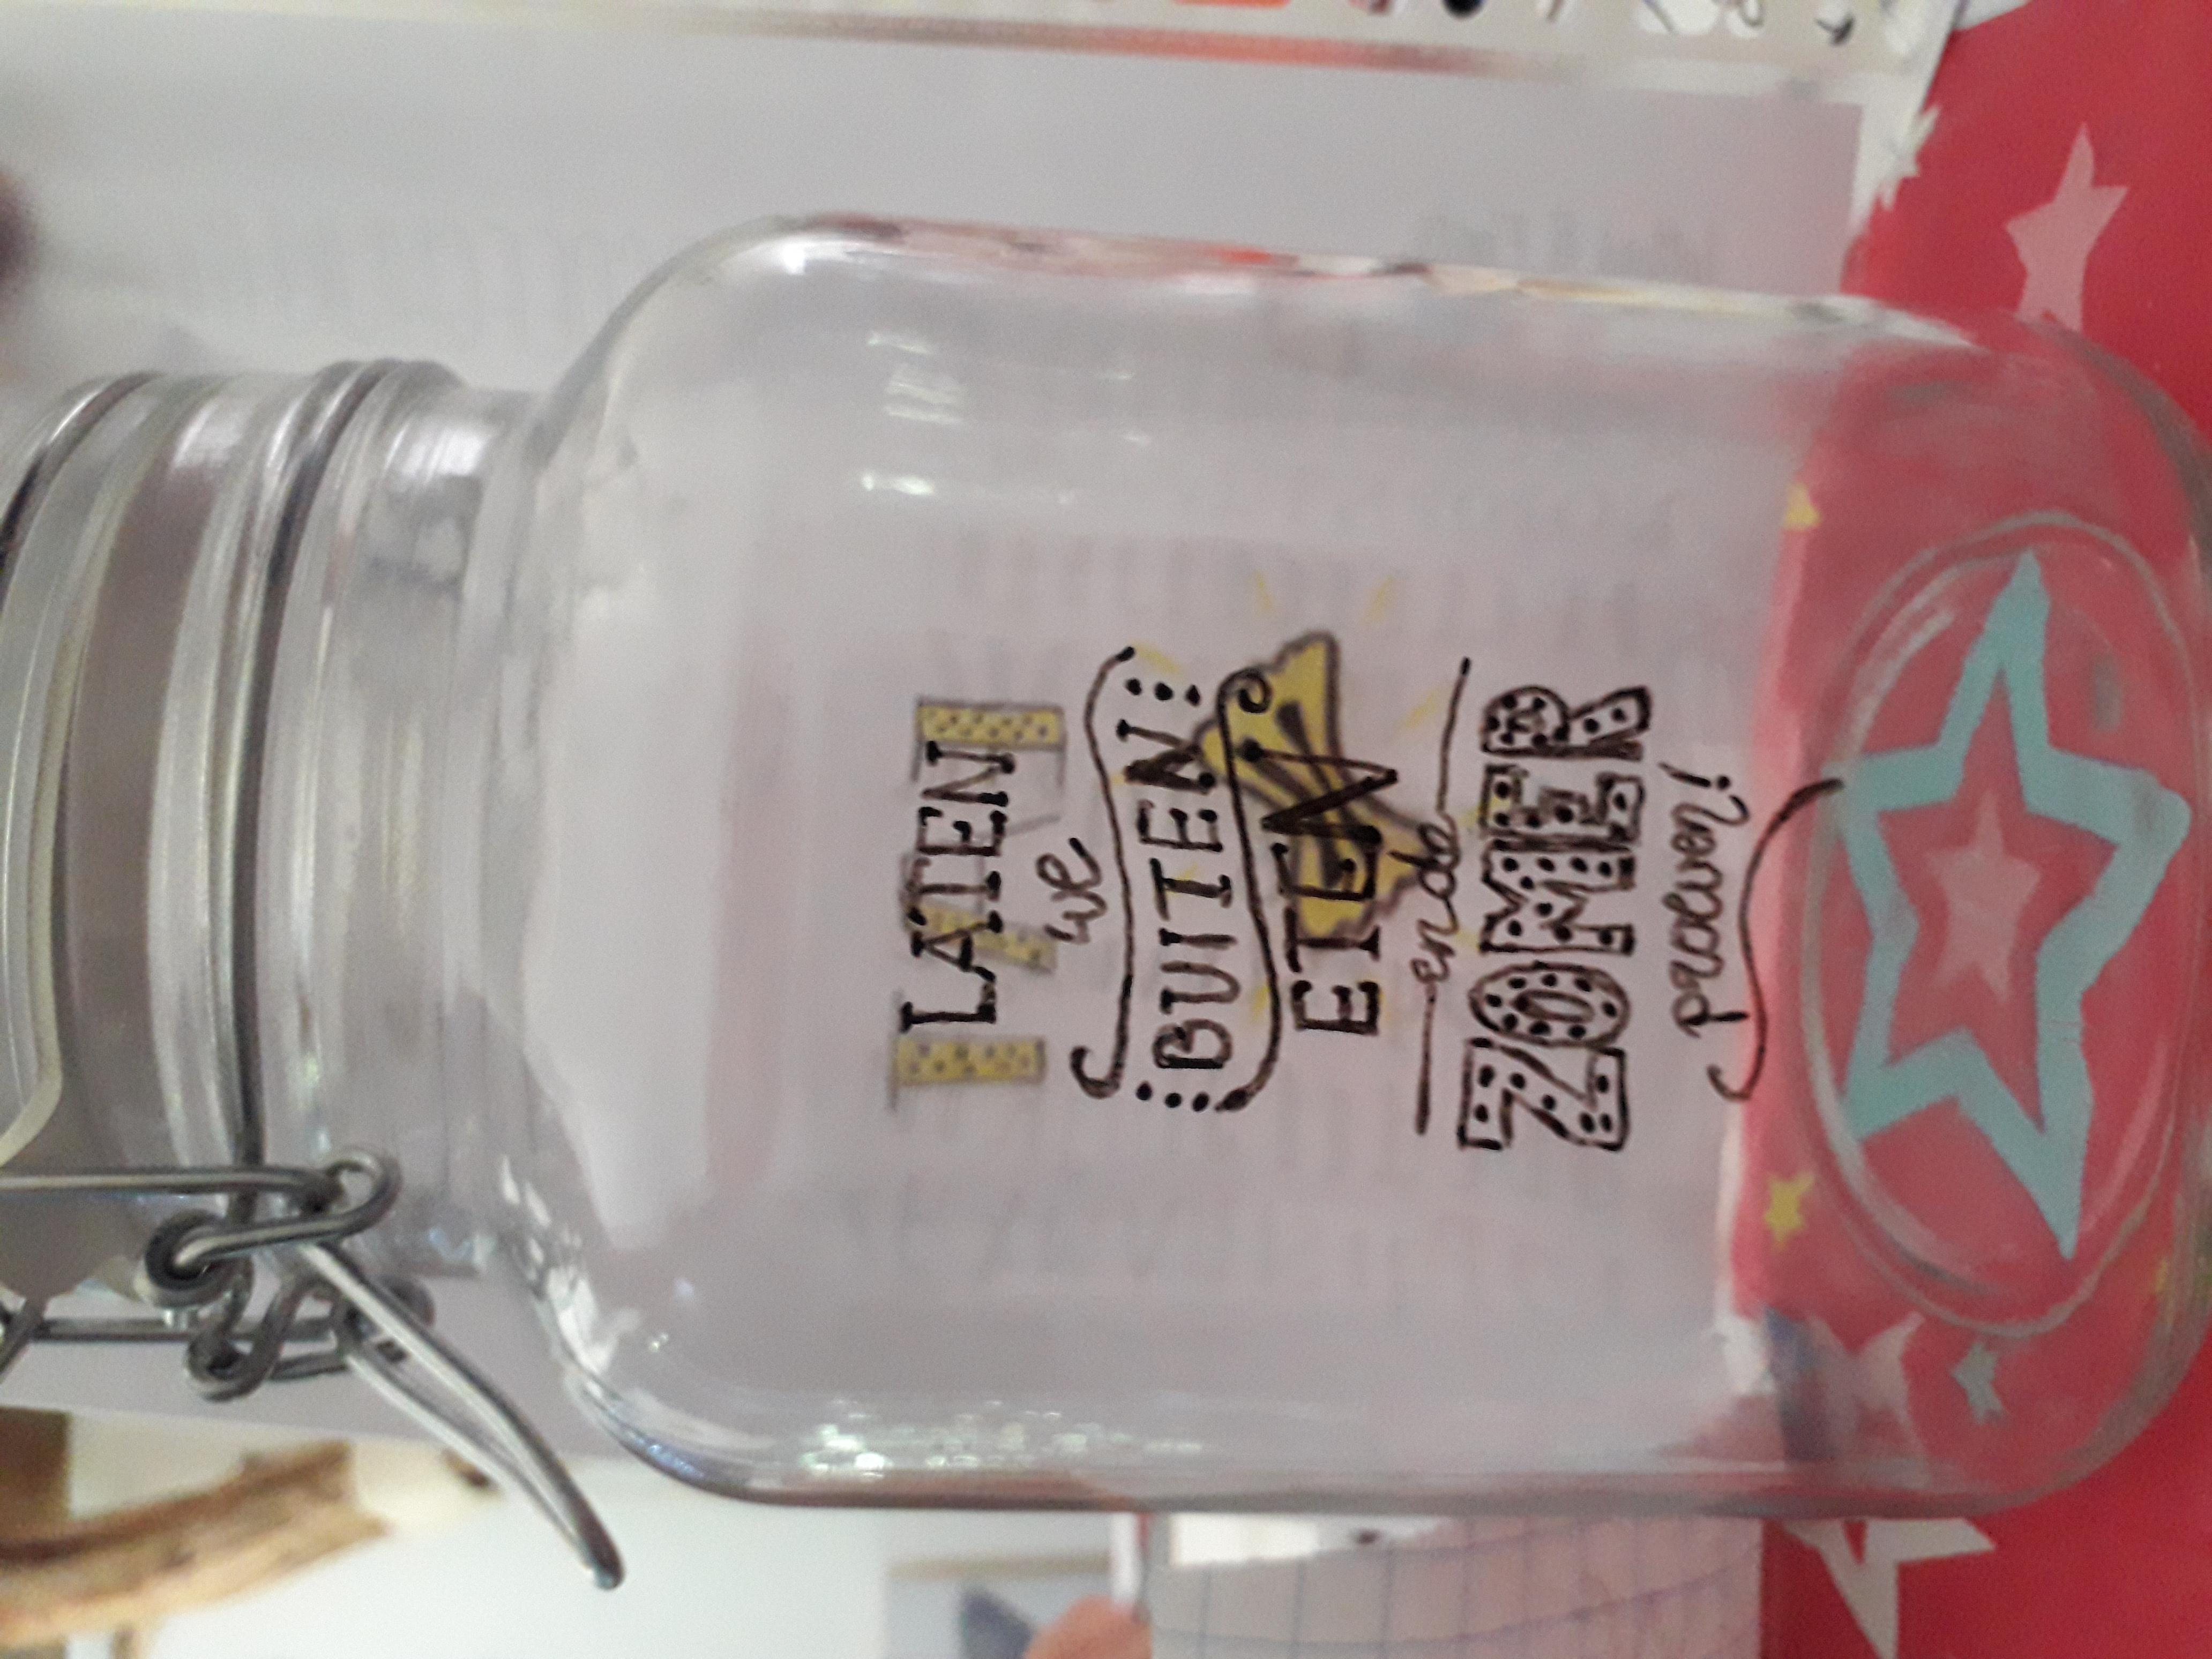 LATEN
we
BUITEN
ETEN
en de
ZOMER
proeven!